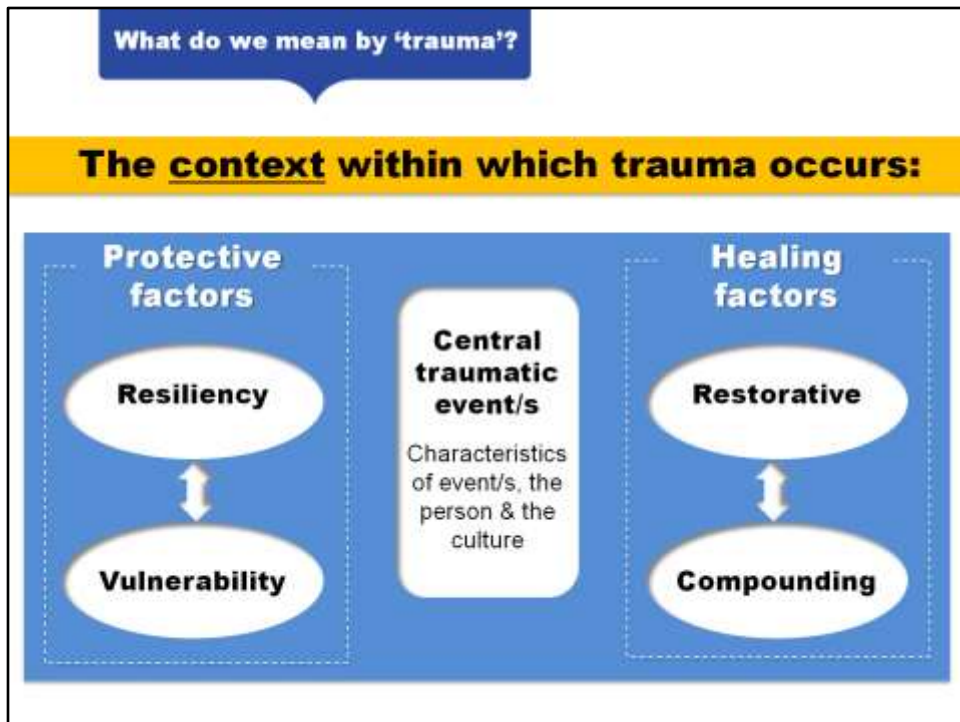 What do we mean by ‘trauma’?
The context within which trauma occurs:
Protective
factors
Resiliency
Vulnerability
Central
traumatic
event/s
Characteristics
of event/s, the
person & the
culture
Healing
factors
Restorative
Compounding